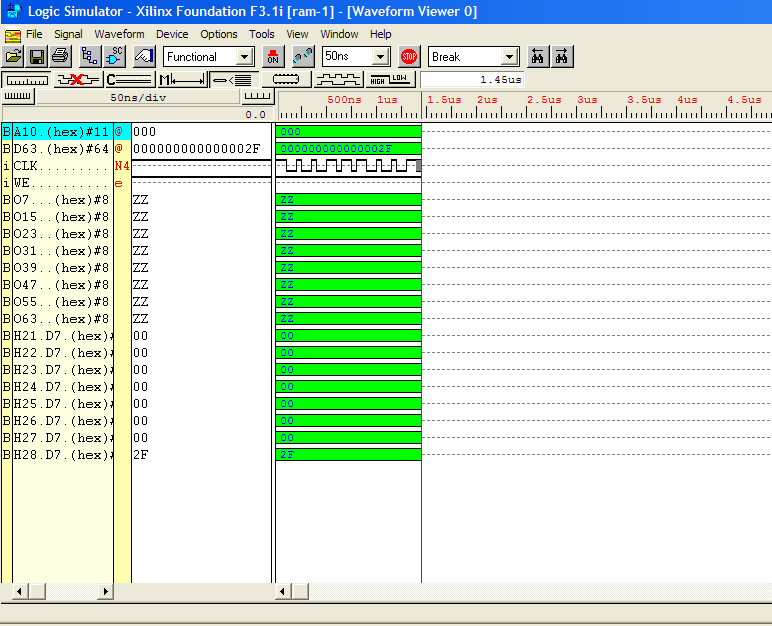 Logic Simulator - Xilinx Foundation F3.1i [ram-1] - [Waveform Viewer 0]
File Signal Waveform Device Options Tools View Window Help
SC Functional ON 50ns STOP Break
M HIGH LOW 1.45us
50ns/div 500ns 1us 1.5us 2us 2.5us 3us 3.5us 4us 4.5us
0.0
B A10.(hex)#11 @ 000 000
B D63.(hex)#64 @ 000000000000002F 000000000000002F
i CLK.......... N4
i WE........... e
B O7...(hex)#8 ZZ ZZ
B O15..(hex)#8 ZZ ZZ
B O23..(hex)#8 ZZ ZZ
B O31..(hex)#8 ZZ ZZ
B O39..(hex)#8 ZZ ZZ
B O47..(hex)#8 ZZ ZZ
B O55..(hex)#8 ZZ ZZ
B O63..(hex)#8 ZZ ZZ
B H21.D7.(hex)# 00 00
B H22.D7.(hex)# 00 00
B H23.D7.(hex)# 00 00
B H24.D7.(hex)# 00 00
B H25.D7.(hex)# 00 00
B H26.D7.(hex)# 00 00
B H27.D7.(hex)# 00 00
B H28.D7.(hex)# 2F 2F